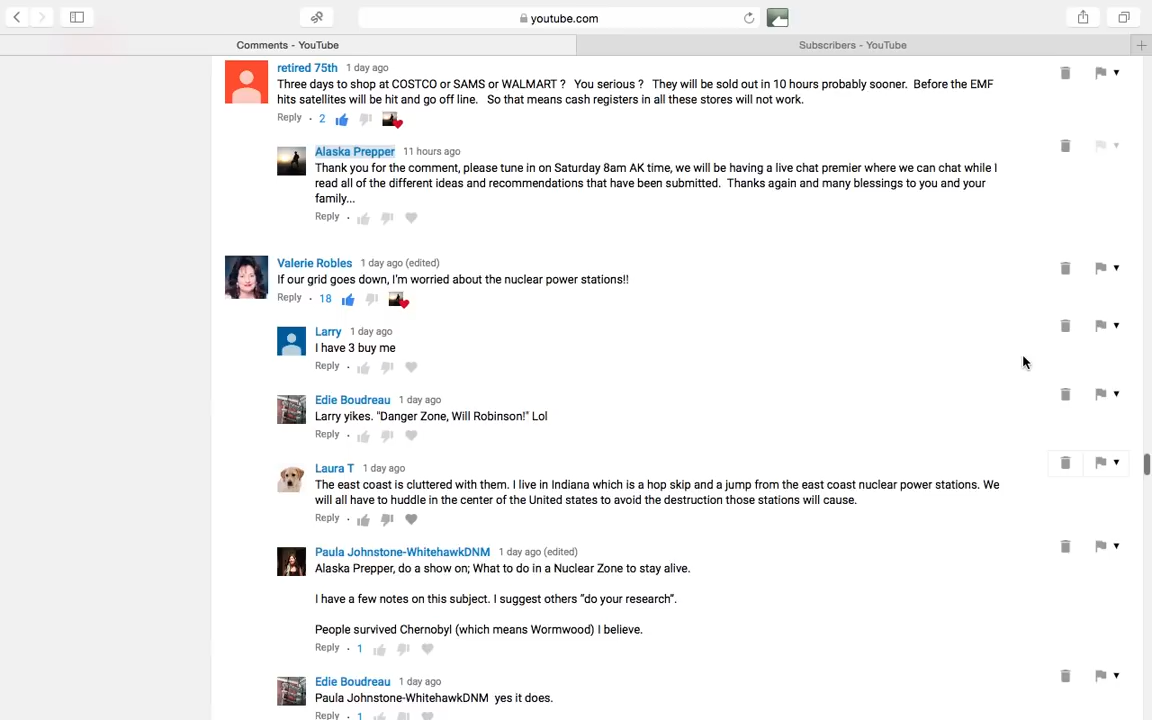 youtube.com
Comments - YouTube
Subscribers - YouTube
retired 75th 1 day ago
Three days to shop at COSTCO or SAMS or WALMART ? You serious ? They will be sold out in 10 hours probably sooner. Before the EMF
hits satellites will be hit and go off line. So that means cash registers in all these stores will not work.
Reply · 2
Alaska Prepper 11 hours ago
Thank you for the comment, please tune in on Saturday 8am AK time, we will be having a live chat premier where we can chat while I
read all of the different ideas and recommendations that have been submitted. Thanks again and many blessings to you and your
family...
Reply ·
Valerie Robles 1 day ago (edited)
If our grid goes down, I'm worried about the nuclear power stations!!
Reply · 18
Larry 1 day ago
I have 3 buy me
Reply ·
Edie Boudreau 1 day ago
Larry yikes. "Danger Zone, Will Robinson!" Lol
Reply ·
Laura T 1 day ago
The east coast is cluttered with them. I live in Indiana which is a hop skip and a jump from the east coast nuclear power stations. We
will all have to huddle in the center of the United states to avoid the destruction those stations will cause.
Reply ·
Paula Johnstone-WhitehawkDNM 1 day ago (edited)
Alaska Prepper, do a show on; What to do in a Nuclear Zone to stay alive.
I have a few notes on this subject. I suggest others “do your research”.
People survived Chernobyl (which means Wormwood) I believe.
Reply · 1
Edie Boudreau 1 day ago
Paula Johnstone-WhitehawkDNM yes it does.
Reply · 1